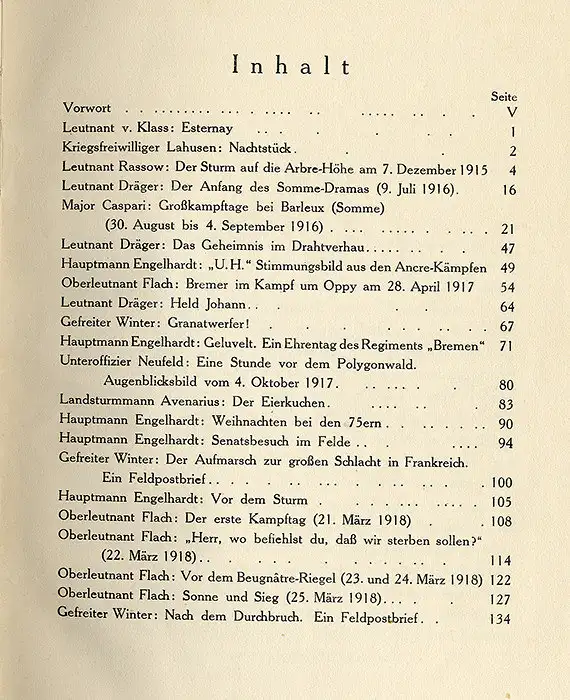 Inhalt
Seite
Vorwort . . . . . . . . . . . . . . . . . . . . . . V
Leutnant v. Klass: Esternay . . . . . . 1
Kriegsfreiwilliger Lahusen: Nachtstück. . . . 2
Leutnant Rassow: Der Sturm auf die Arbre-Höhe am 7. Dezember 1915 4
Leutnant Dräger: Der Anfang des Somme-Dramas (9. Juli 1916). . 16
Major Caspari: Großkampftage bei Barleux (Somme)
(30. August bis 4. September 1916) . . . . . . . . . . . . . 21
Leutnant Dräger: Das Geheimnis im Drahtverhau. . . . . . . 47
Hauptmann Engelhardt: „U.H." Stimmungsbild aus den Ancre-Kämpfen 49
Oberleutnant Flach: Bremer im Kampf um Oppy am 28. April 1917 54
Leutnant Dräger: Held Johann. . . . 64
Gefreiter Winter: Granatwerfer! . . . . . . . . . 67
Hauptmann Engelhardt: Geluvelt. Ein Ehrentag des Regiments „Bremen" 71
Unteroffizier Neufeld: Eine Stunde vor dem Polygonwald.
Augenblicksbild vom 4. Oktober 1917. . . . . . . . 80
Landsturmmann Avenarius: Der Eierkuchen. . . . . . 83
Hauptmann Engelhardt: Weihnachten bei den 75ern . . . . . . . . 90
Hauptmann Engelhardt: Senatsbesuch im Felde . . . . . . . 94
Gefreiter Winter: Der Aufmarsch zur großen Schlacht in Frankreich.
Ein Feldpostbrief. . . . . . . . . . . . . . 100
Hauptmann Engelhardt: Vor dem Sturm . . . . . . . . . . 105
Oberleutnant Flach: Der erste Kampftag (21. März 1918) . . 108
Oberleutnant Flach: „Herr, wo befiehlst du, daß wir sterben sollen?"
(22. März 1918) . . . . . . . . . . . . 114
Oberleutnant Flach: Vor dem Beugnâtre-Riegel (23. und 24. März 1918) 122
Oberleutnant Flach: Sonne und Sieg (25. März 1918). . . . . 127
Gefreiter Winter: Nach dem Durchbruch. Ein Feldpostbrief. . 134